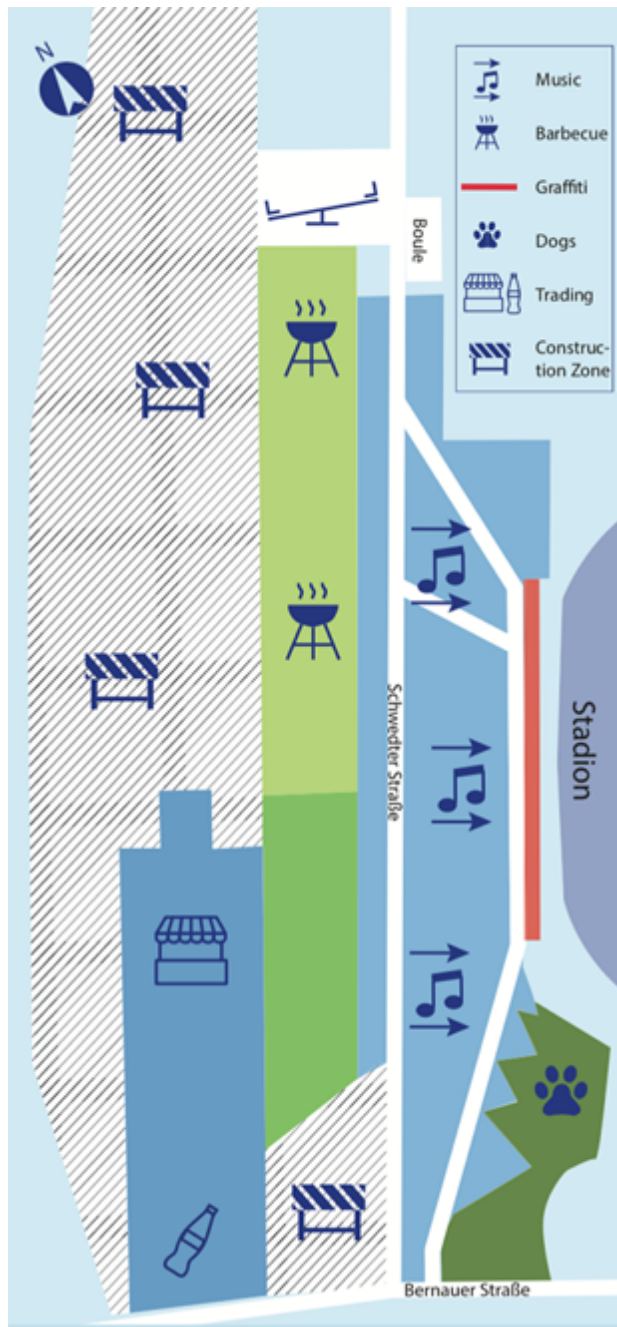 N
Music
Barbecue
Graffiti
Dogs
Trading
Construc-
tion Zone
Boule
Schwedter Straße
Stadion
Bernauer Straße